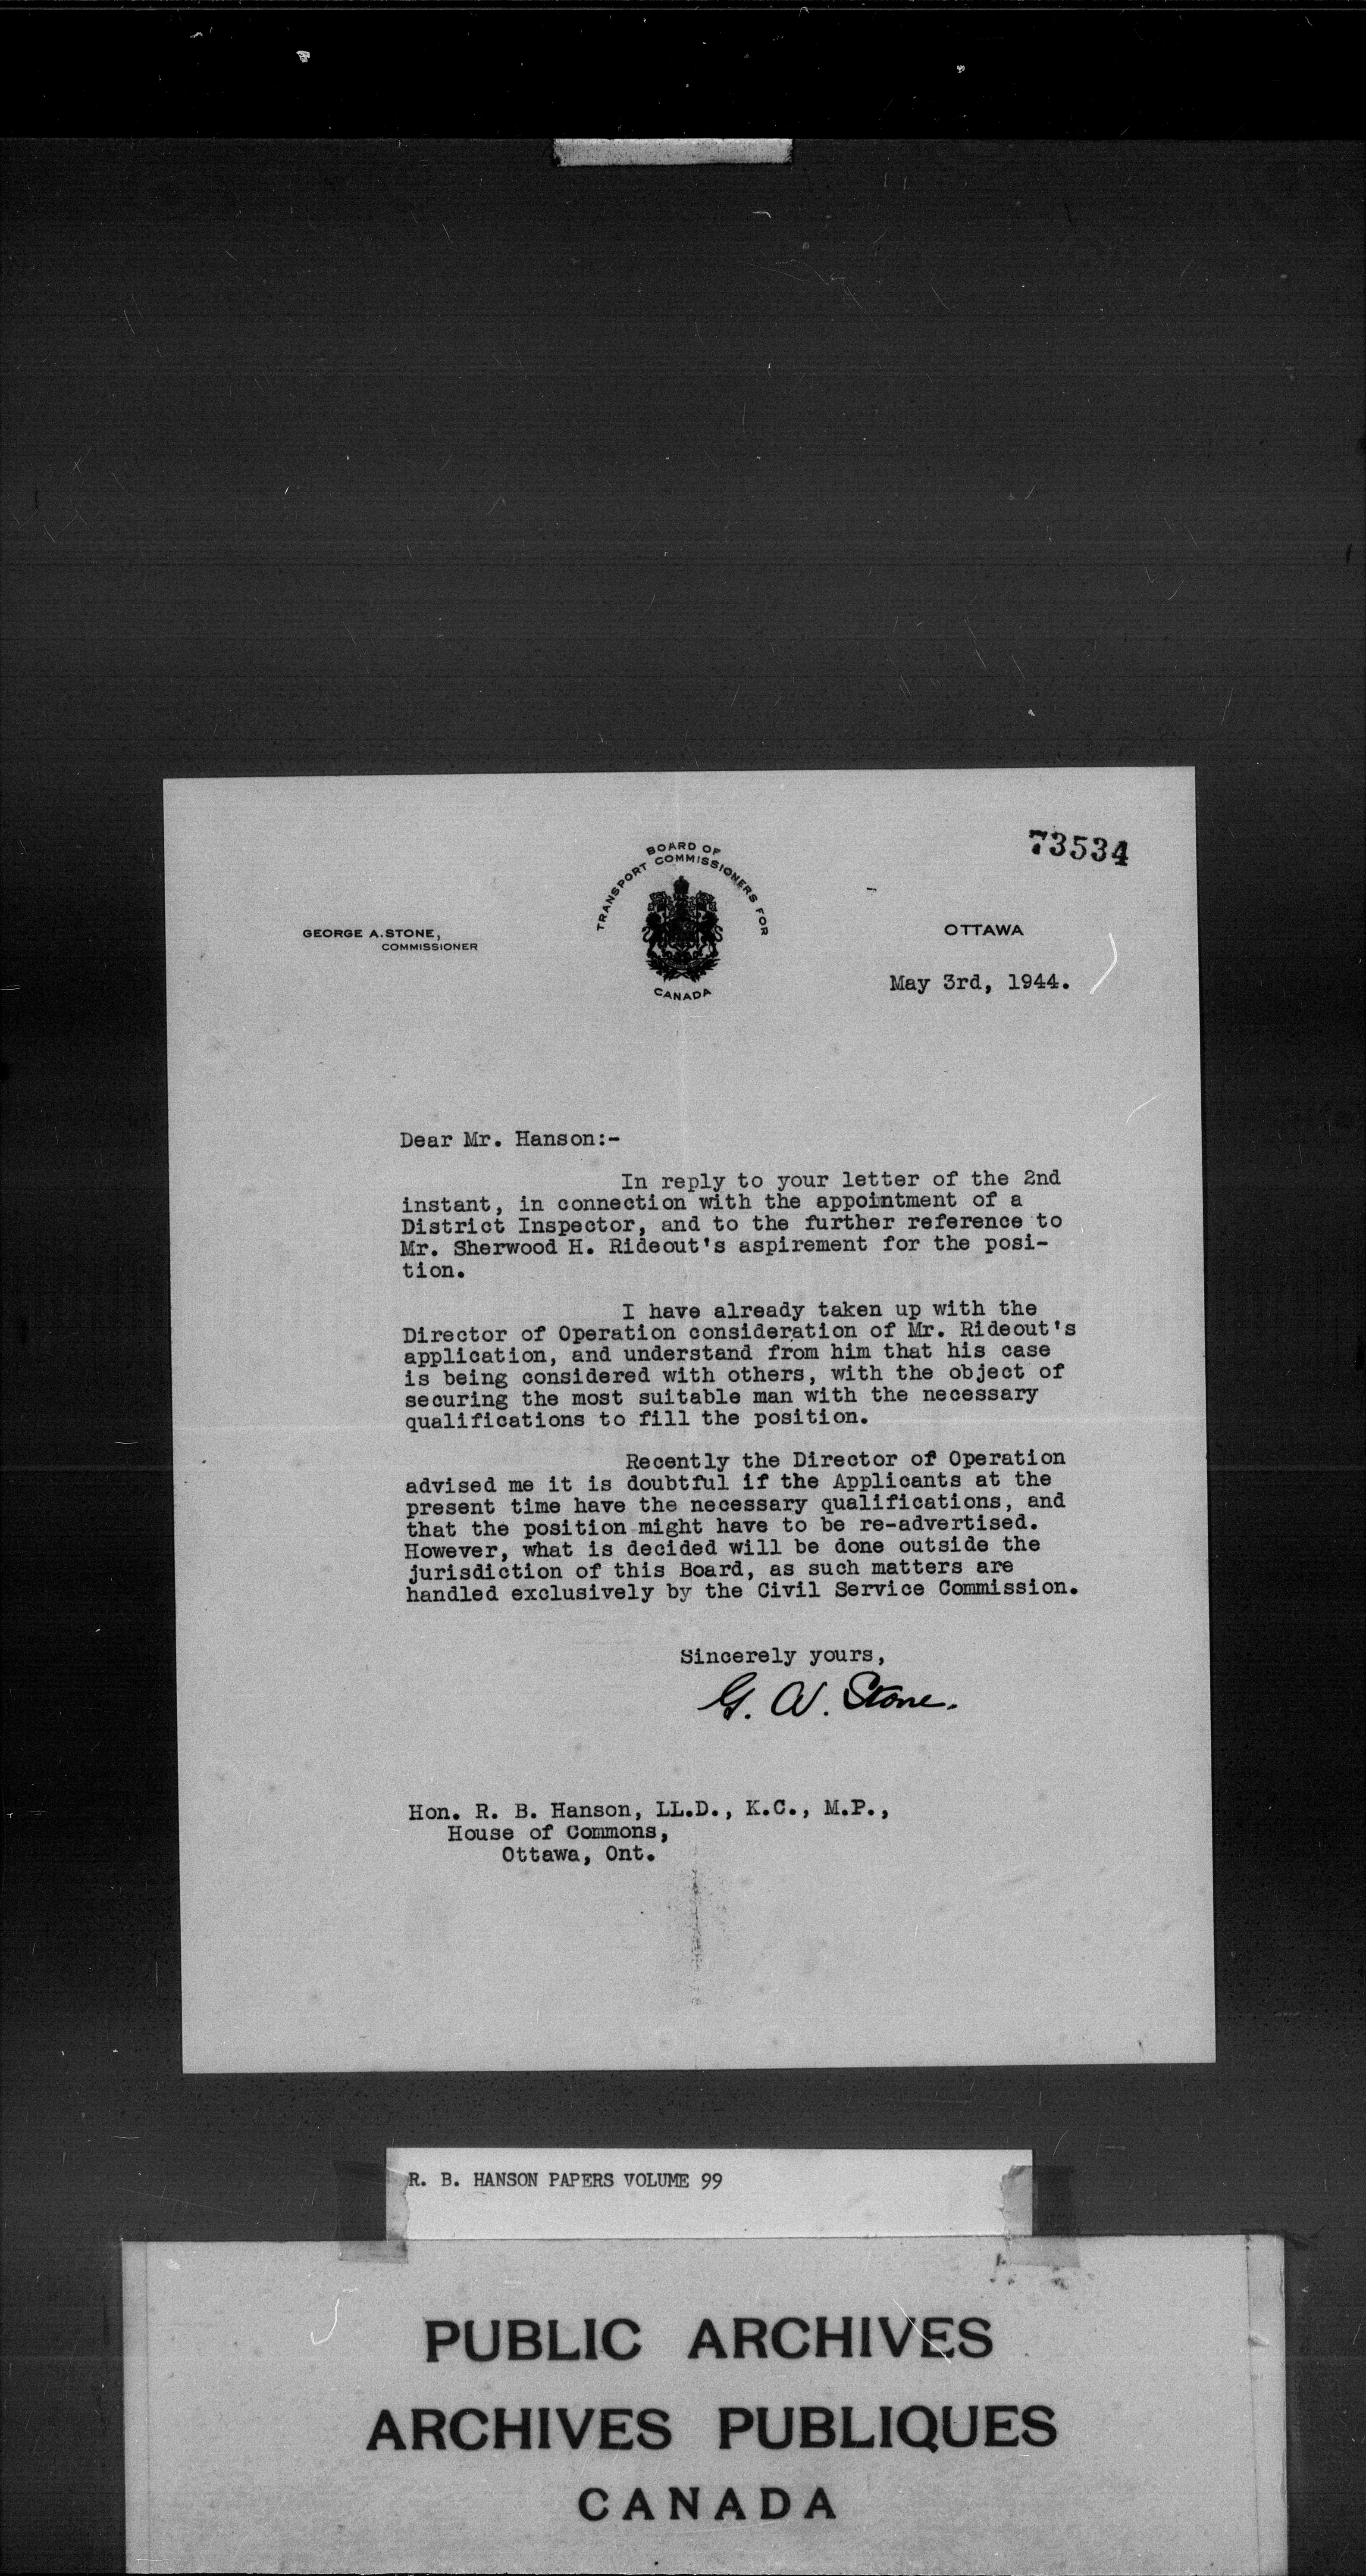 73534
BOARD OF
TRANSPORT COMMISSIONERS FOR
CANADA
GEORGE A. STONE,
COMMISSIONER
OTTAWA
May 3rd, 1944.
Dear Mr. Hanson:-
In reply to your letter of the 2nd
instant, in connection with the appointment of a
District Inspector, and to the further reference to
Mr. Sherwood H. Rideout's aspirement for the posi-
tion.
I have already taken up with the
Director of Operation consideration of Mr. Rideout's
application, and understand from him that his case
is being considered with others, with the object of
securing the most suitable man with the necessary
qualifications to fill the position.
Recently the Director of Operation
advised me it is doubtful if the Applicants at the
present time have the necessary qualifications, and
that the position might have to be re-advertised.
However, what is decided will be done outside the
jurisdiction of this Board, as such matters are
handled exclusively by the Civil Service Commission.
Sincerely yours,
G. A. Stone.
Hon. R. B. Hanson, LL.D., K.C., M.P.,
House of Commons,
Ottawa, Ont.
R. B. HANSON PAPERS VOLUME 99
PUBLIC ARCHIVES
ARCHIVES PUBLIQUES
CANADA